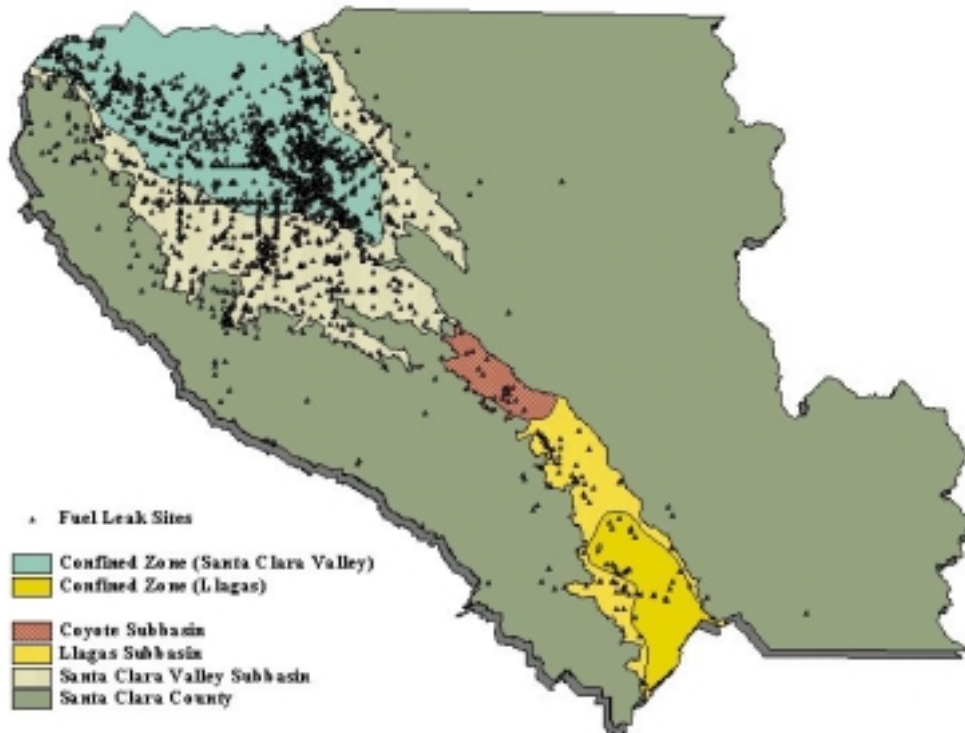 Fuel Leak Sites
Confined Zone (Santa Clara Valley)
Confined Zone (Llagas)
Coyote Subbasin
Llagas Subbasin
Santa Clara Valley Subbasin
Santa Clara County